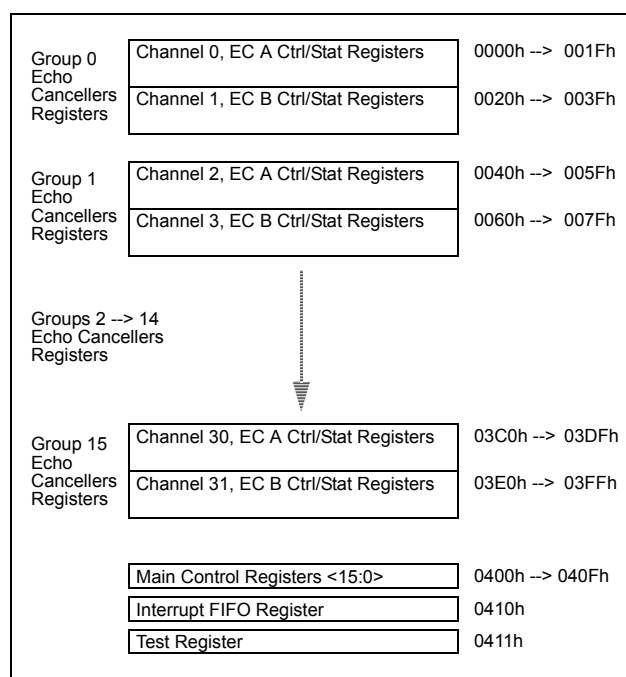 Group 0
Echo
Cancellers
Registers
Channel 0, EC A Ctrl/Stat Registers
0000h --> 001Fh
Channel 1, EC B Ctrl/Stat Registers
0020h --> 003Fh
Group 1
Echo
Cancellers
Registers
Channel 2, EC A Ctrl/Stat Registers
0040h --> 005Fh
Channel 3, EC B Ctrl/Stat Registers
0060h --> 007Fh
Groups 2 --> 14
Echo Cancellers
Registers
Group 15
Echo
Cancellers
Registers
Channel 30, EC A Ctrl/Stat Registers
03C0h --> 03DFh
Channel 31, EC B Ctrl/Stat Registers
03E0h --> 03FFh
Main Control Registers <15:0>
0400h --> 040Fh
Interrupt FIFO Register
0410h
Test Register
0411h